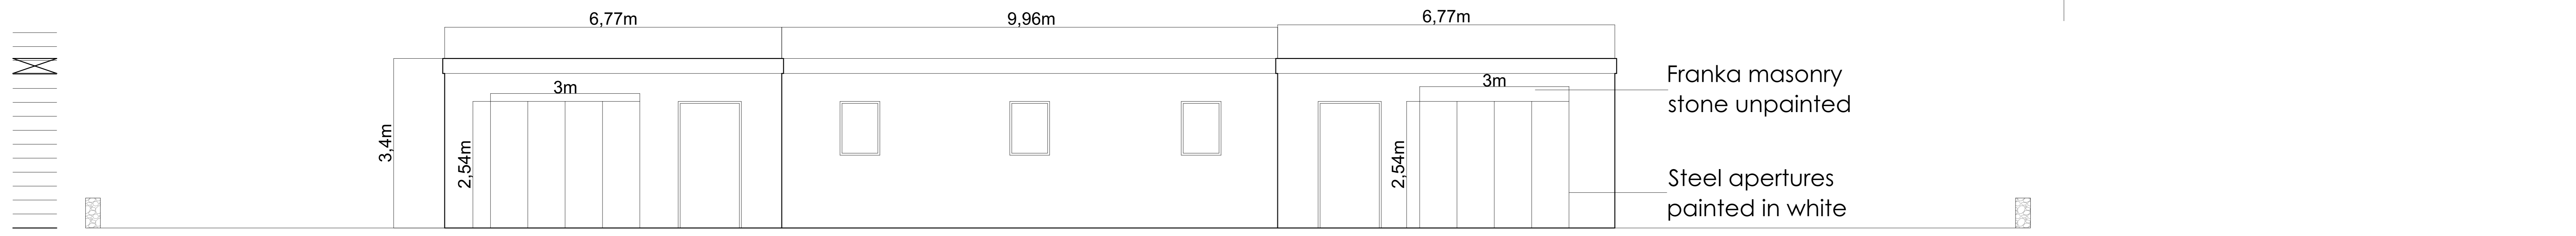 6,77m
9,96m
6,77m
3m
3m
3,4m
2,54m
2,54m
Franka masonry
stone unpainted
Steel apertures
painted in white